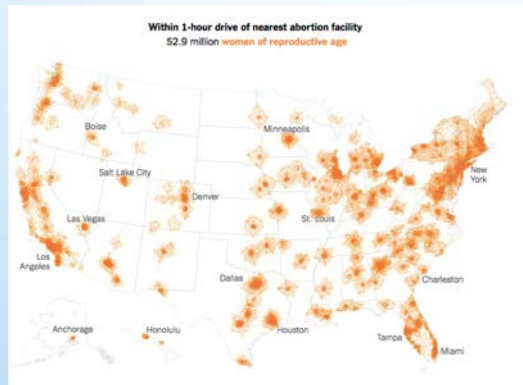 Within 1-hour drive of nearest abortion facility
52.9 million women of reproductive age
Boise
Minneapolis
Salt Lake City
New
York
Denver
St. Louis
Las Vegas
Los
Angeles
Dallas
Charleston
Anchorage
Honolulu
Houston
Tampa
Miami